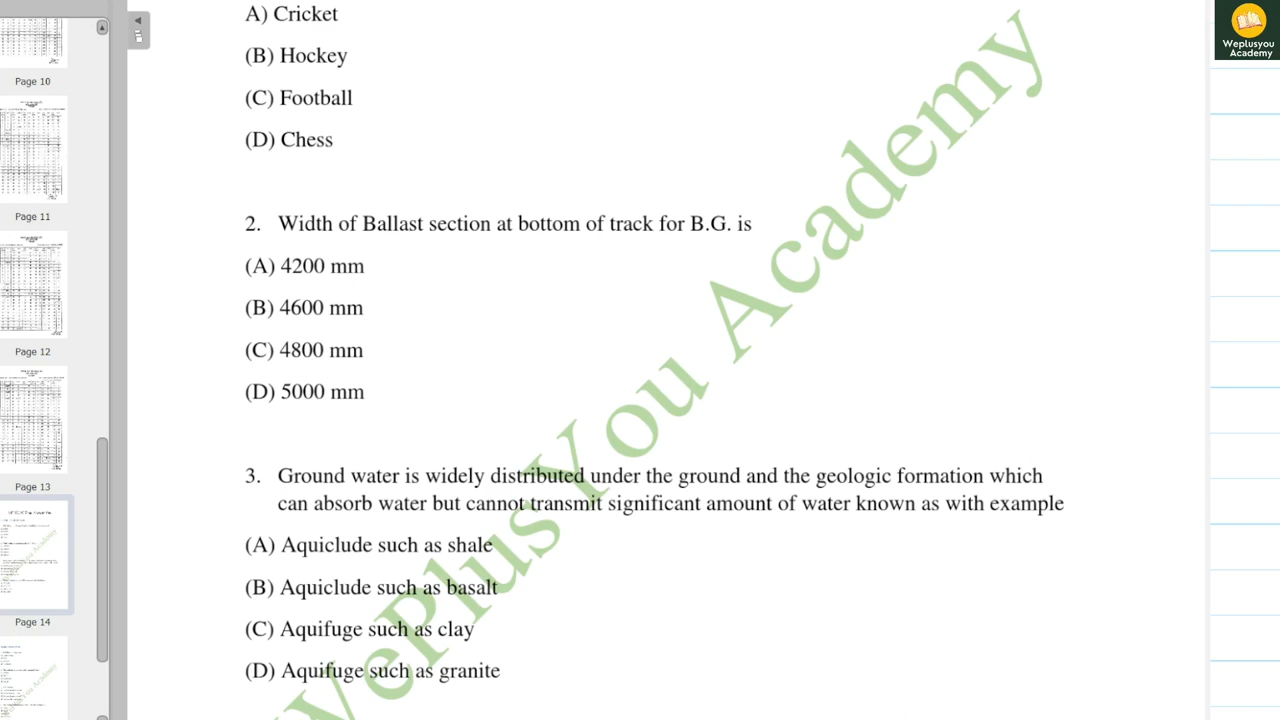 A) Cricket
(B) Hockey
(C) Football
(D) Chess
2. Width of Ballast section at bottom of track for B.G. is
(A) 4200 mm
(B) 4600 mm
(C) 4800 mm
(D) 5000 mm
3. Ground water is widely distributed under the ground and the geologic formation which
can absorb water but cannot transmit significant amount of water known as with example
(A) Aquiclude such as shale
(B) Aquiclude such as basalt
(C) Aquifuge such as clay
(D) Aquifuge such as granite
WePlus You Academy
Weplusyou
Academy
Page 10
Page 11
Page 12
Page 13
Page 14